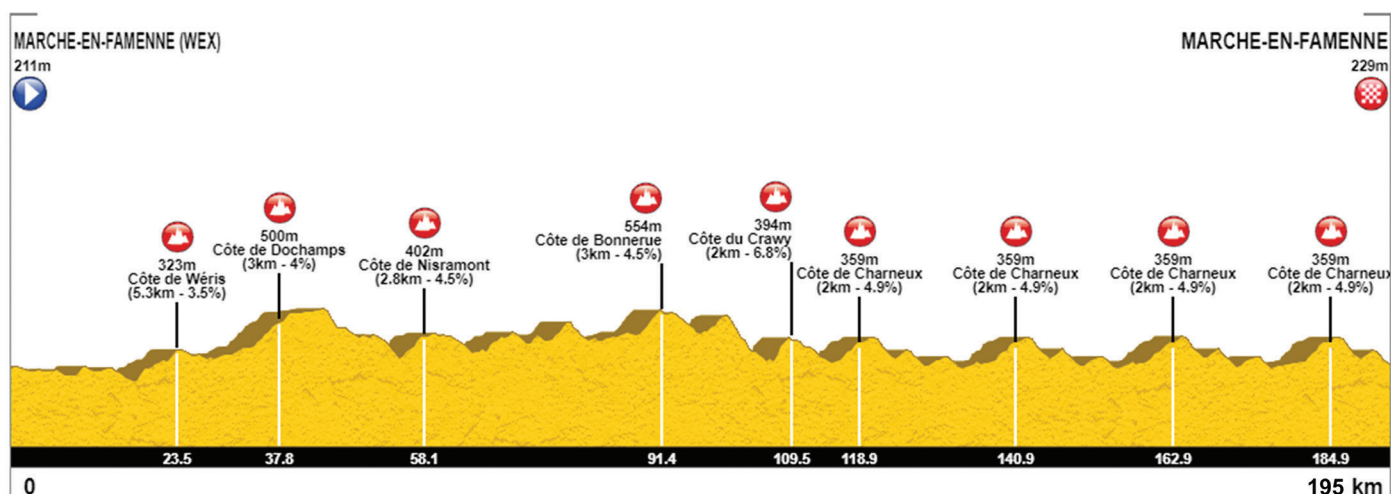 MARCHE-EN-FAMENNE (WEX)
211m
MARCHE-EN-FAMENNE
229m
323m
Côte de Wéris
(5.3km - 3.5%)
500m
Côte de Dochamps
(3km - 4%)
402m
Côte de Nisramont
(2.8km - 4.5%)
554m
Côte de Bonnerue
(3km - 4.5%)
394m
Côte du Crawy
(2km - 6.8%)
359m
Côte de Charneux
(2km - 4.9%)
359m
Côte de Charneux
(2km - 4.9%)
359m
Côte de Charneux
(2km - 4.9%)
359m
Côte de Charneux
(2km - 4.9%)
23.5 37.8 58.1 91.4 109.5 118.9 140.9 162.9 184.9
0 195 km